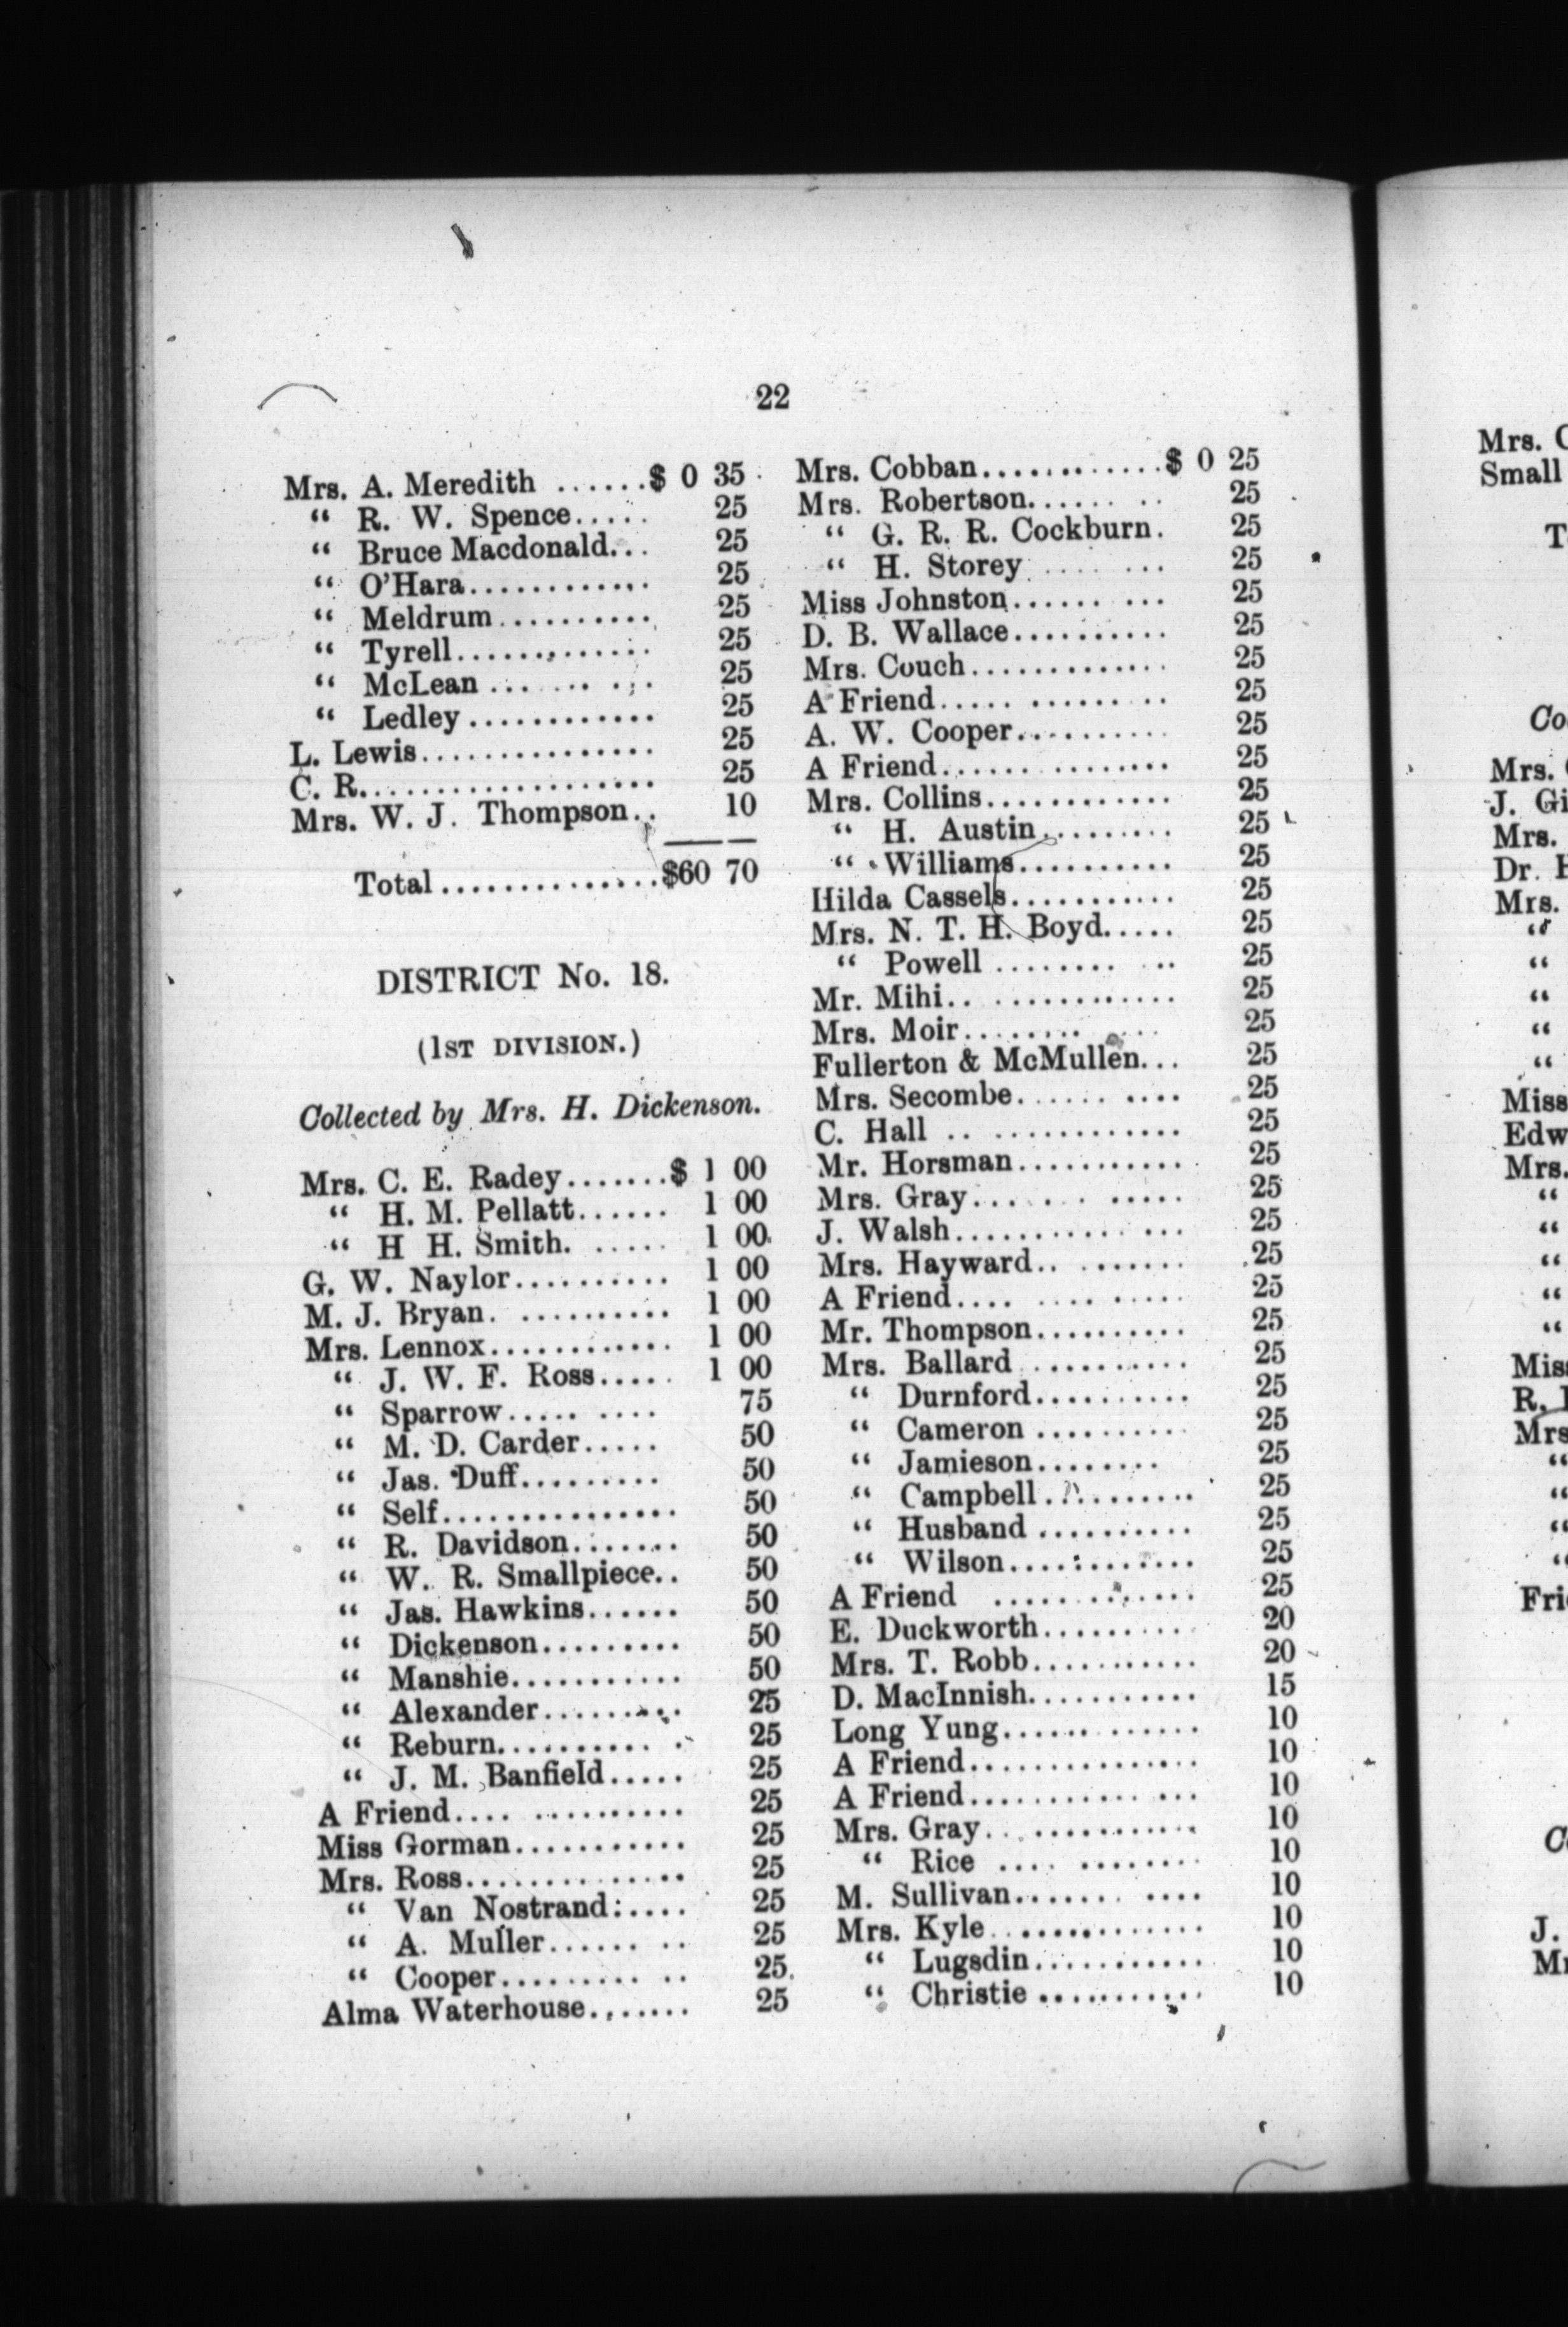 22
Mrs. A. Meredith ......$ 0 35
“ R. W. Spence..... 25
“ Bruce Macdonald... 25
“ O'Hara............ 25
“ Meldrum.......... 25
“ Tyrell............ 25
“ McLean ... ... .,. 25
“ Ledley ............ 25
L. Lewis............... 25
C. R................... 25
Mrs. W. J. Thompson.. 10
Total ..............$60 70
DISTRICT No. 18.
(1ST DIVISION.)
Collected by Mrs. H. Dickenson.
Mrs. C. E. Radey.......$ 1 00
“ H. M. Pellatt...... 1 00
“ H H. Smith. ..... 1 00
G. W. Naylor.......... 1 00
M. J. Bryan. .......... 1 00
Mrs. Lennox............ 1 00
“ J. W. F. Ross..... 1 00
“ Sparrow..... .... 75
“ M. D. Carder..... 50
“ Jas. Duff......... 50
“ Self............... 50
“ R. Davidson....... 50
“ W. R. Smallpiece.. 50
“ Jas. Hawkins...... 50
“ Dickenson......... 50
“ Manshie........... 50
“ Alexander......... 25
“ Reburn.......... . 25
“ J. M. Banfield..... 25
A Friend.... .......... 25
Miss Gorman........... 25
Mrs. Ross.............. 25
“ Van Nostrand:.... 25
“ A. Muller...... .. 25
“ Cooper......... .. 25
Alma Waterhouse....... 25
Mrs. Cobban............$ 0 25
Mrs. Robertson...... .. 25
“ G. R. R. Cockburn. 25
“ H. Storey ........ 25
Miss Johnston...... ... 25
D. B. Wallace.......... 25
Mrs. Couch............. 25
A Friend..... ......... 25
A. W. Cooper.......... 25
A Friend...... ........ 25
Mrs. Collins............ 25
“ H. Austin......... 25
“ Williams.......... 25
Hilda Cassels........... 25
Mrs. N. T. H. Boyd..... 25
“ Powell ........ .. 25
Mr. Mihi.. ............ 25
Mrs. Moir........ ... 25
Fullerton & McMullen... 25
Mrs. Secombe...... .... 25
C. Hall .. ............ 25
Mr. Horsman........... 25
Mrs. Gray... . . ..... 25
J. Walsh........... ... 25
Mrs. Hayward.. ....... 25
A Friend.... .... ..... 25
Mr. Thompson.......... 25
Mrs. Ballard .......... 25
“ Durnford.......... 25
“ Cameron .......... 25
“ Jamieson........ 25
“ Campbell.......... 25
“ Husband .......... 25
“ Wilson....:....... 25
A Friend ............ 25
E. Duckworth......... 20
Mrs. T. Robb........... 20
D. MacInnish........... 15
Long Yung...... ...... 10
A Friend............... 10
A Friend........... ... 10
Mrs. Gray. ........... 10
“ Rice .... ........ 10
M. Sullivan....... .... 10
Mrs. Kyle............. 10
“ Lugsdin........... 10
“ Christie ........... 10
Mrs.
Small
Mrs.
J.
Mrs.
Dr.
Mrs.
“
“
“
“
“
Miss
Mrs.
“
“
“
“
“
R.
“
“
“
“
J.